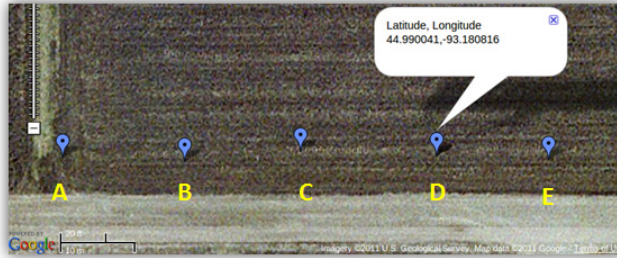 Latitude, Longitude
44.990041,-93.180816
A B C D E
20 ft
10 m
POWERED BY
Google
Imagery ©2011 U.S. Geological Survey, Map data ©2011 Google - Terms of U